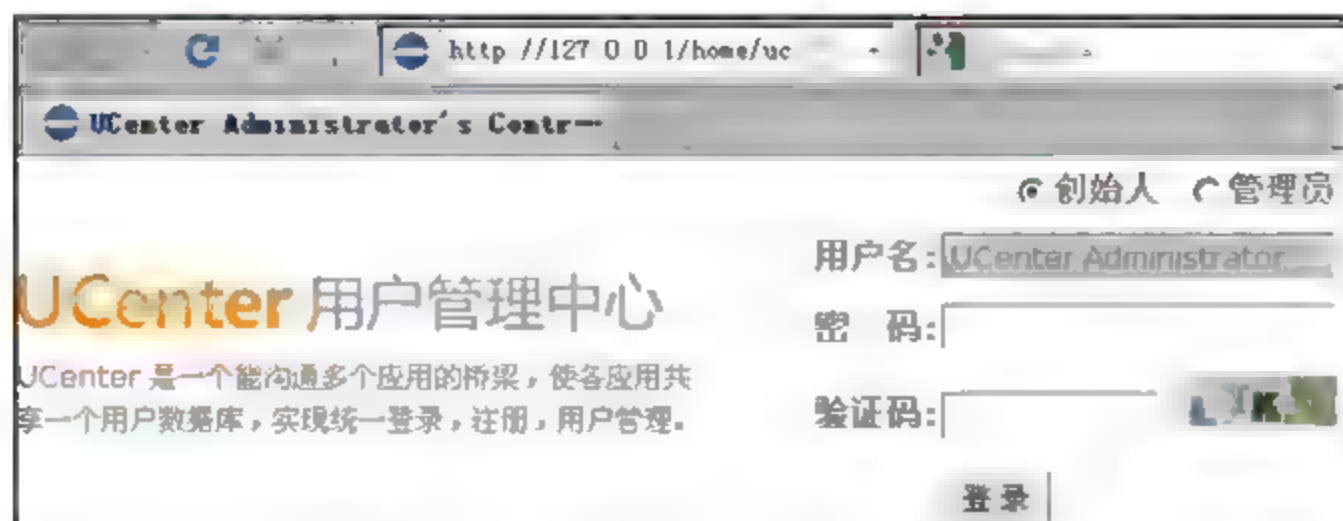 http //127 0 0 1/home/uc
UCenter Administrator's Contr…
创始人 管理员
用户名: UCenter Administrator
UCenter 用户管理中心
密 码:
UCenter 是一个能沟通多个应用的桥梁，使各应用共
享一个用户数据库，实现统一登录，注册，用户管理。
验证码:
登录